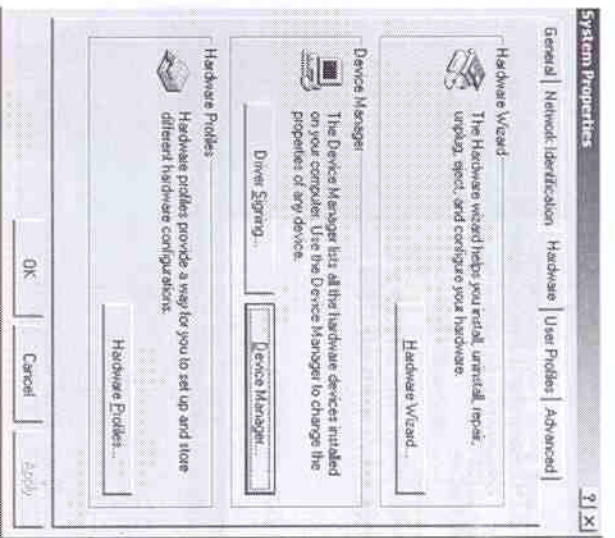 System Properties ? X
General Network Identification Hardware User Profiles Advanced
Hardware Wizard
The Hardware wizard helps you install, uninstall, repair,
unplug, eject, and configure your hardware.
Hardware Wizard...
Device Manager
The Device Manager lists all the hardware devices installed
on your computer. Use the Device Manager to change the
properties of any device.
Driver Signing... Device Manager...
Hardware Profiles
Hardware profiles provide a way for you to set up and store
different hardware configurations.
Hardware Profiles...
OK Cancel Apply